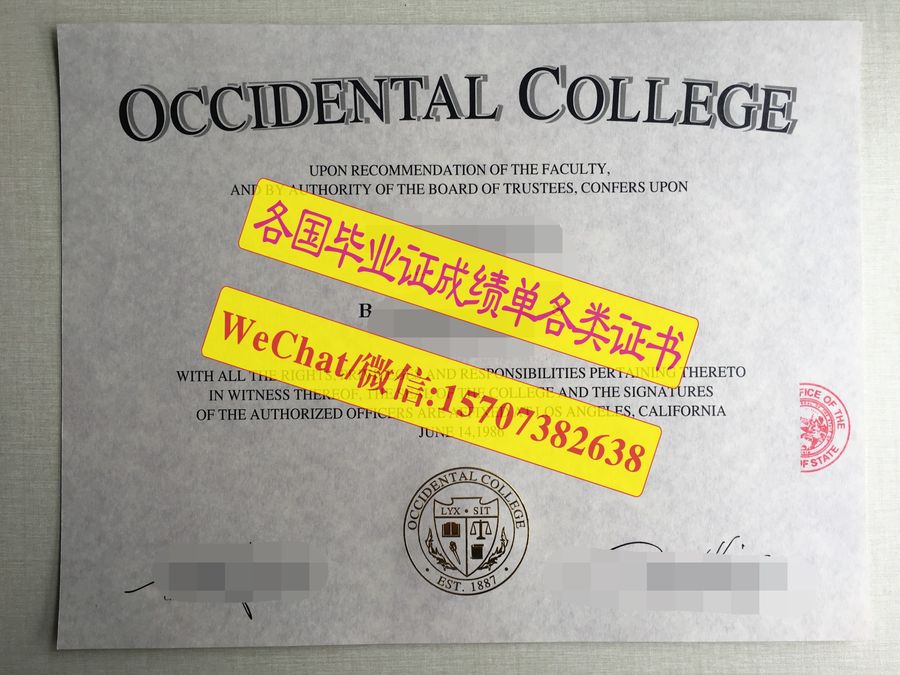 OCCIDENTAL COLLEGE
UPON RECOMMENDATION OF THE FACULTY,
AND BY AUTHORITY OF THE BOARD OF TRUSTEES, CONFERS UPON
各国毕业证成绩单各类证书
B
WeChat/微信:15707382638
WITH ALL THE RIGHTS, AND RESPONSIBILITIES PERTAINING THERETO
IN WITNESS THEREOF, THE OF THE COLLEGE AND THE SIGNATURES
OF THE AUTHORIZED OFFICERS ARE LOS ANGELES, CALIFORNIA
JUNE 14,1986
OCCIDENTAL COLLEGE
LYX • SIT
• EST. 1887 •
OFFICE OF THE
OF STATE